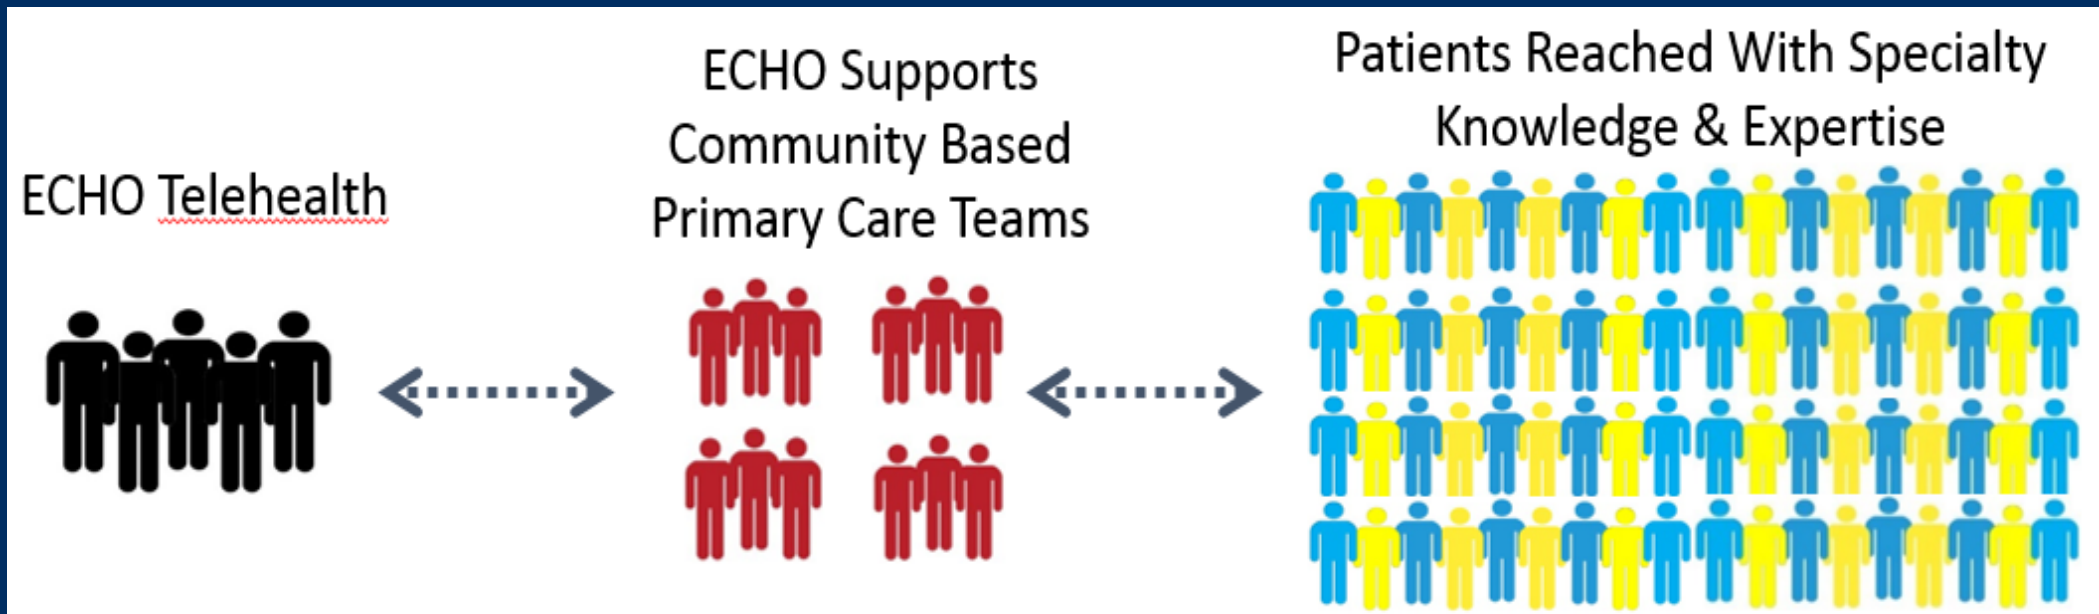 ECHO Telehealth
ECHO Supports
Community Based
Primary Care Teams
Patients Reached With Specialty
Knowledge & Expertise